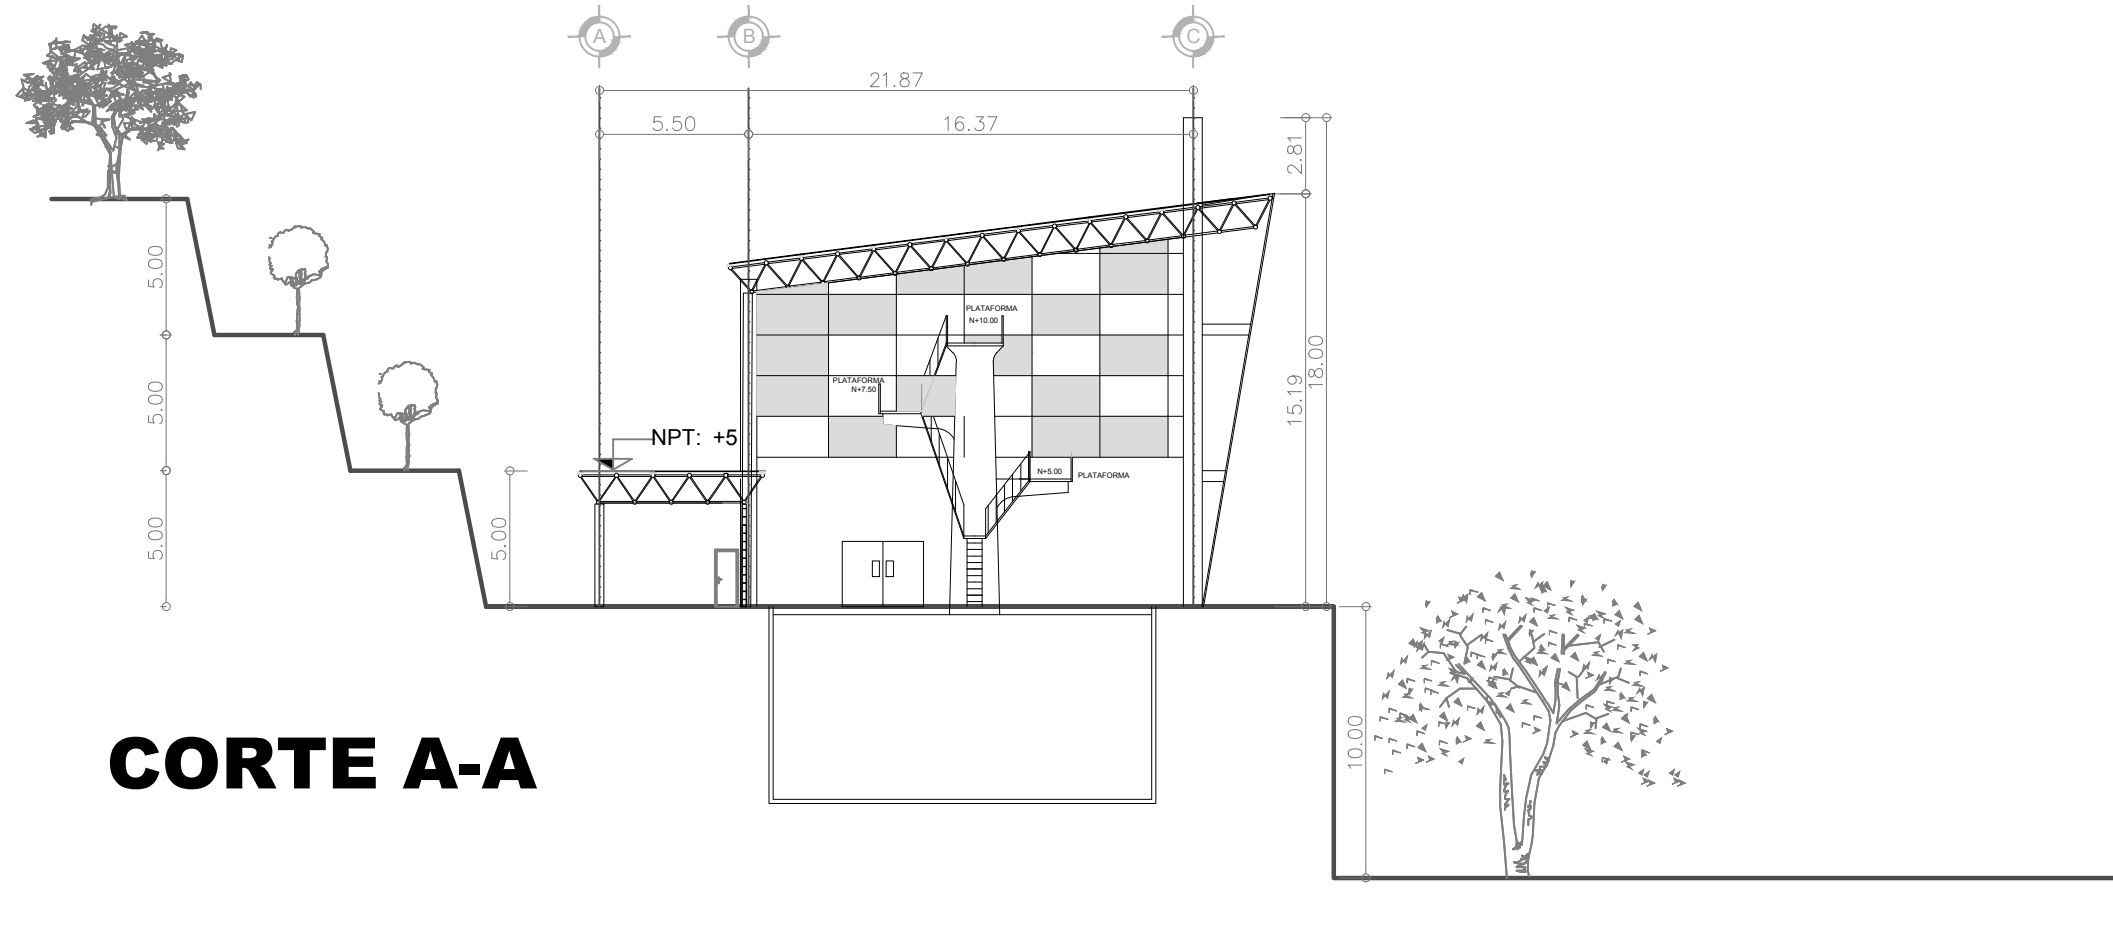 A B C
21.87
5.50 16.37
2.81
5.00
PLATAFORMA
N+10.00
18.00
PLATAFORMA
N+7.50
15.19
5.00
NPT: +5
N+5.00 PLATAFORMA
5.00
5.00
10.00
CORTE A-A